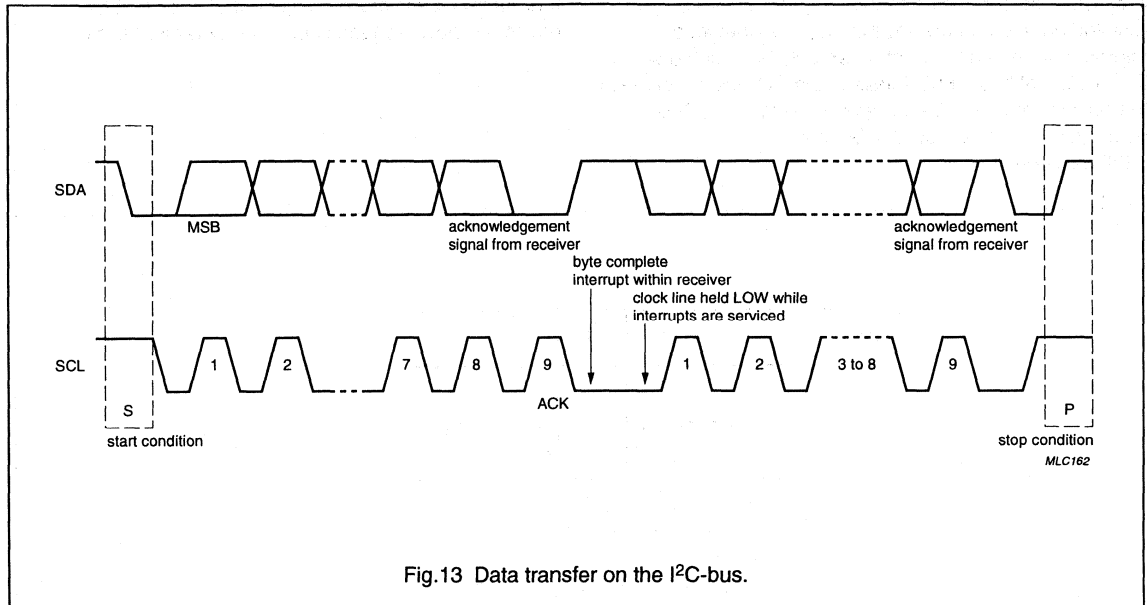 SDA
MSB
acknowledgement
signal from receiver
acknowledgement
signal from receiver
byte complete
interrupt within receiver
clock line held LOW while
interrupts are serviced
SCL
1
2
7
8
9
1
2
3 to 8
9
ACK
S
P
start condition
stop condition
MLC162
Fig.13 Data transfer on the I²C-bus.